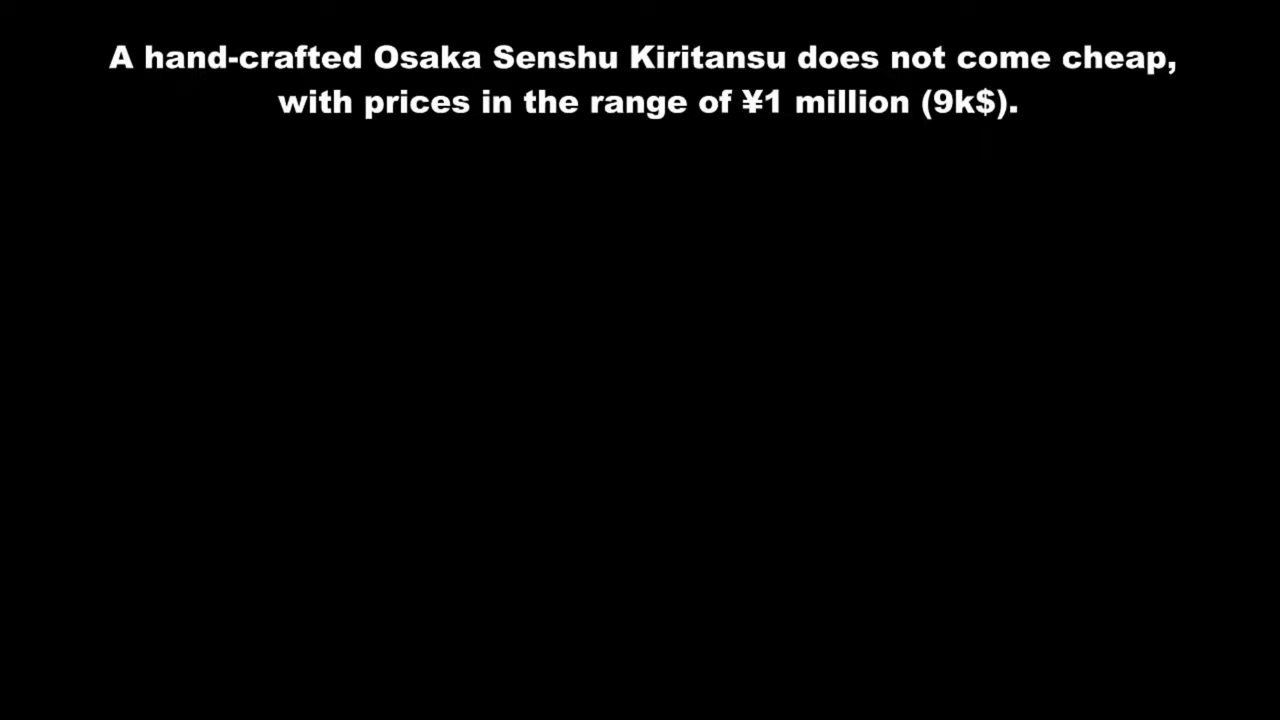 A hand-crafted Osaka Senshu Kiritansu does not come cheap,
with prices in the range of ¥1 million (9k$).